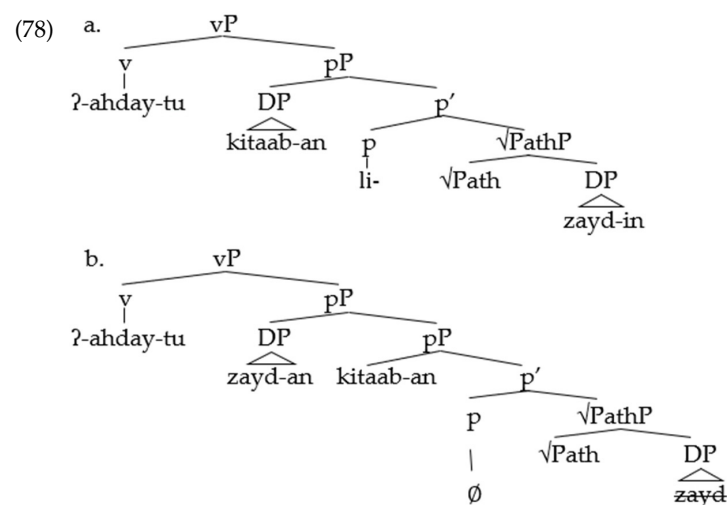 (78) a. vP
v pP
ʔ-ahday-tu DP p′
kitaab-an p √PathP
li- √Path DP
zayd-in
b. vP
v pP
ʔ-ahday-tu DP pP
zayd-an kitaab-an p′
p √PathP
√Path DP
∅ zayd